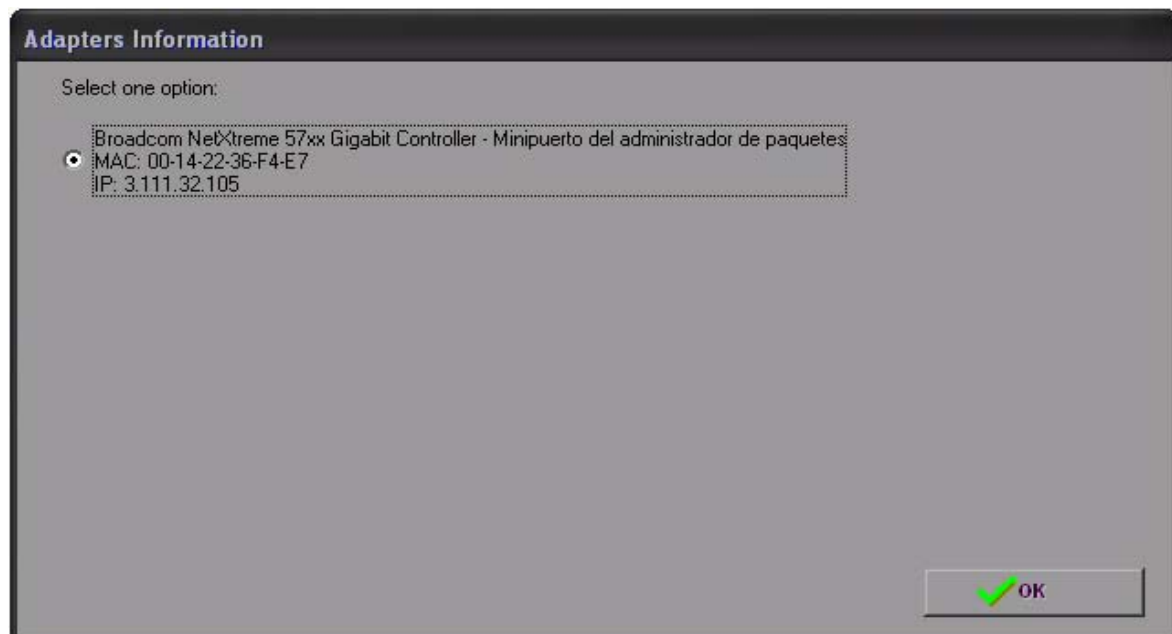 Adapters Information
Select one option:
Broadcom NetXtreme 57xx Gigabit Controller - Minipuerto del administrador de paquetes
MAC: 00-14-22-36-F4-E7
IP: 3.111.32.105
OK